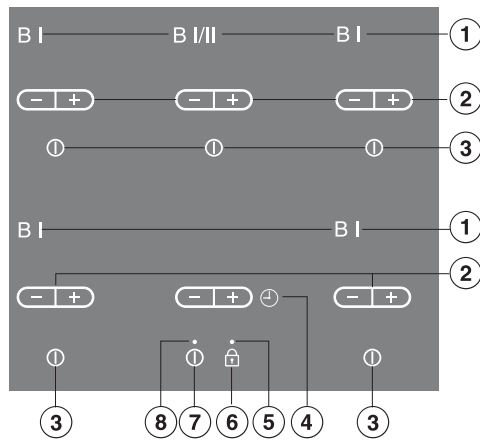 B I B I/II B I 1
- + - + - + 2
3
B I B I 1
2
- + - + - +
4
3 8 7 6 5 4 3